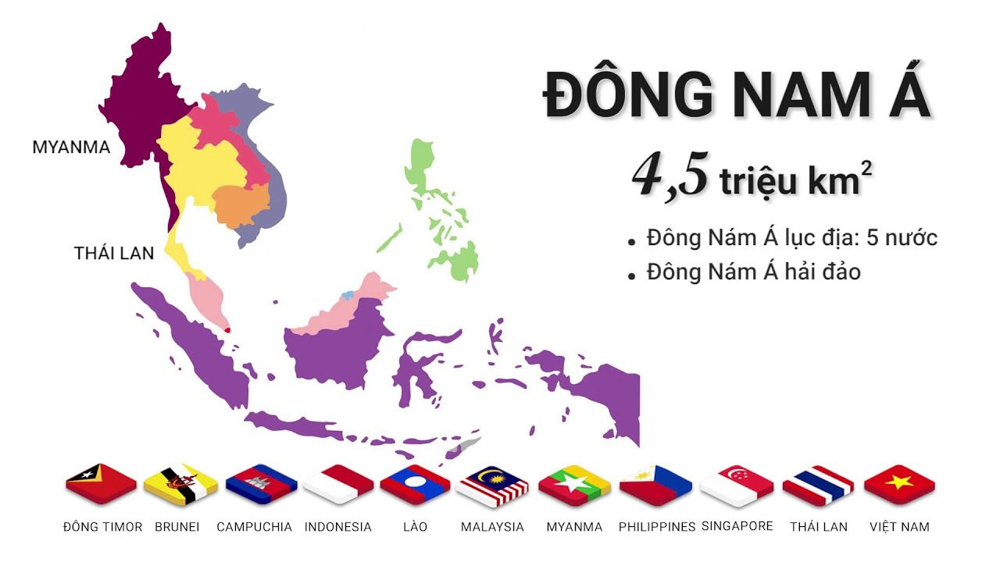 ĐÔNG NAM Á
4,5 triệu km²
• Đông Nám Á lục địa: 5 nước
• Đông Nám Á hải đảo
MYANMA
THÁI LAN
ĐÔNG TIMOR BRUNEI CAMPUCHIA INDONESIA LÀO MALAYSIA MYANMA PHILIPPINES SINGAPORE THÁI LAN VIỆT NAM